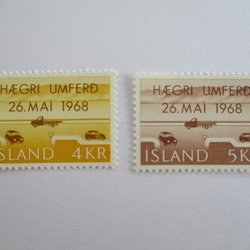 HÆGRI UMFERÐ
26. MAÍ 1968
ÍSLAND 4 KR
HÆGRI UMFERÐ
26. MAÍ 1968
ÍSLAND 5 K